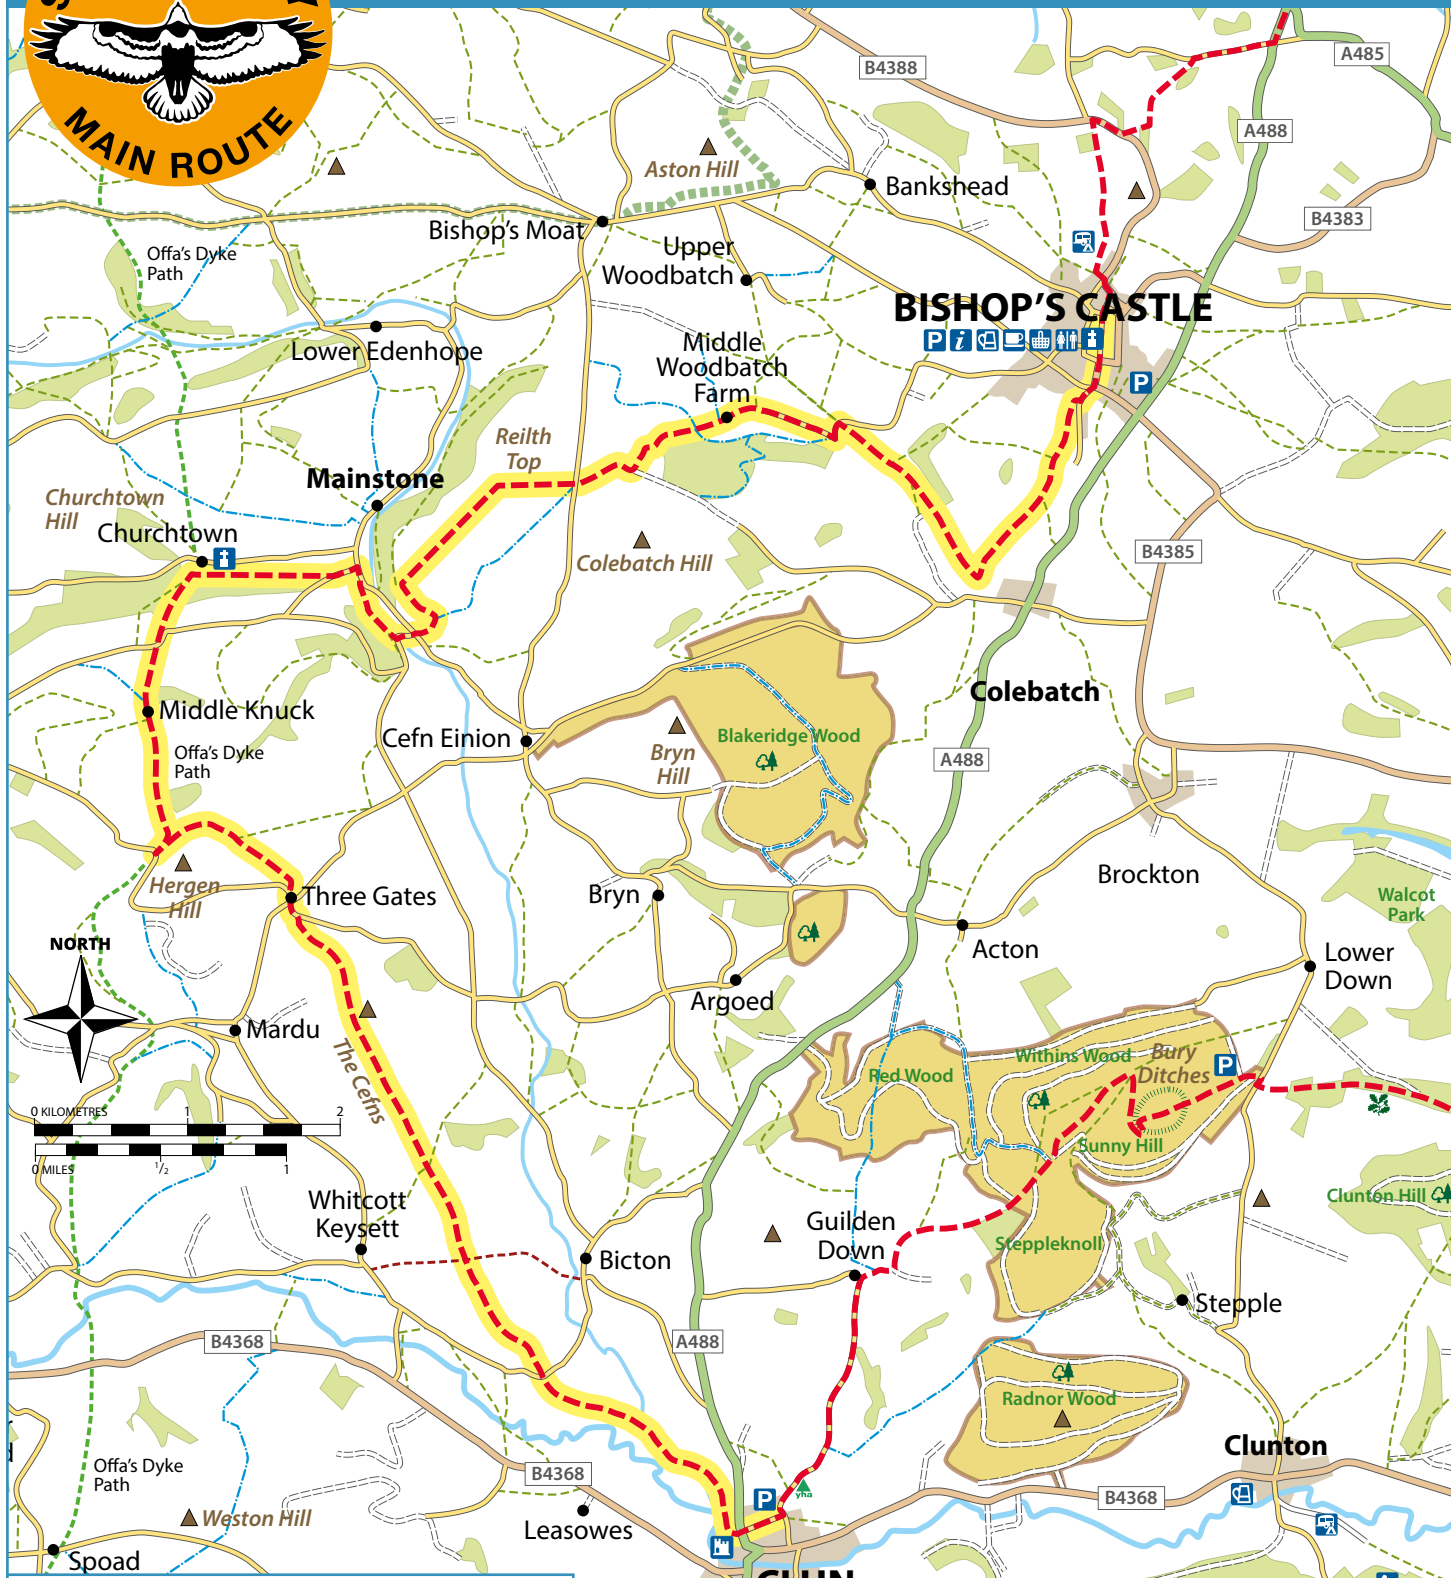 MAIN ROUTE
B4388
A485
A488
Aston Hill
Bankshead
B4383
Bishop's Moat
Offa's Dyke
Path
Upper
Woodbatch
BISHOP'S CASTLE
P i
Lower Edenhope
Middle
Woodbatch
Farm
P
Reilth
Top
Mainstone
Churchtown
Hill
Churchtown
Colebatch Hill
B4385
Colebatch
Middle Knuck
Offa's Dyke
Path
Cefn Einion
Bryn
Hill
Blakeridge Wood
A488
Hergen
Hill
Three Gates
Bryn
Brockton
Walcot
Park
NORTH
Acton
Lower
Down
Argoed
Mardu
The Cefns
Red Wood
Withins Wood
Bury
Ditches
P
0 KILOMETRES 1 2
0 MILES 1/2 1
Sunny Hill
Whitcott
Keysett
Guilden
Down
Clunton Hill
Steppleknoll
Bicton
Stepple
B4368
A488
Radnor Wood
Clunton
Offa's Dyke
Path
B4368
P
yha
B4368
Weston Hill
Leasowes
Spoad
CLUN